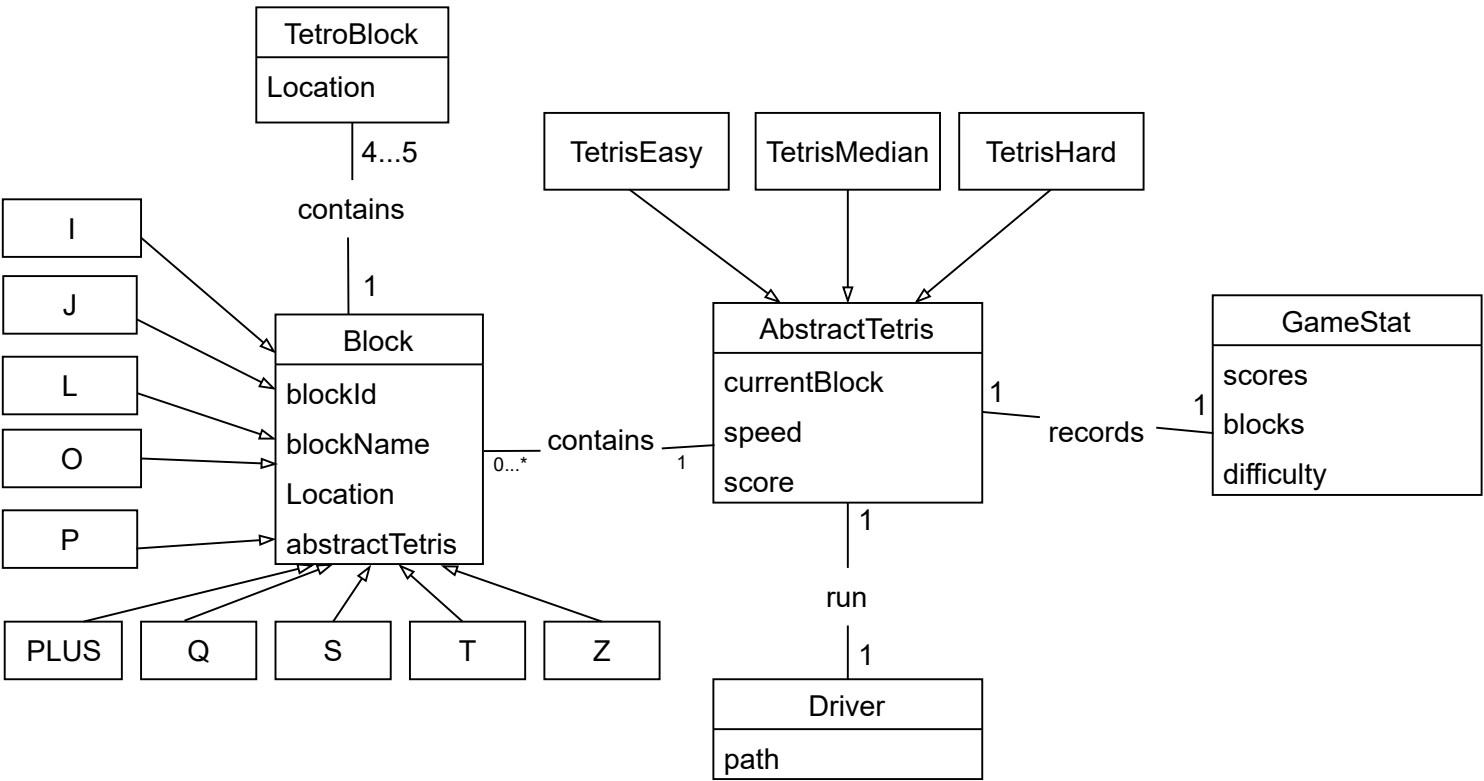 TetroBlock
Location
4...5
contains
1
TetrisEasy
TetrisMedian
TetrisHard
I
J
L
O
P
Block
blockId
blockName
Location
abstractTetris
0...*
contains
1
AbstractTetris
currentBlock
speed
score
1
records
1
GameStat
scores
blocks
difficulty
1
run
1
PLUS
Q
S
T
Z
Driver
path